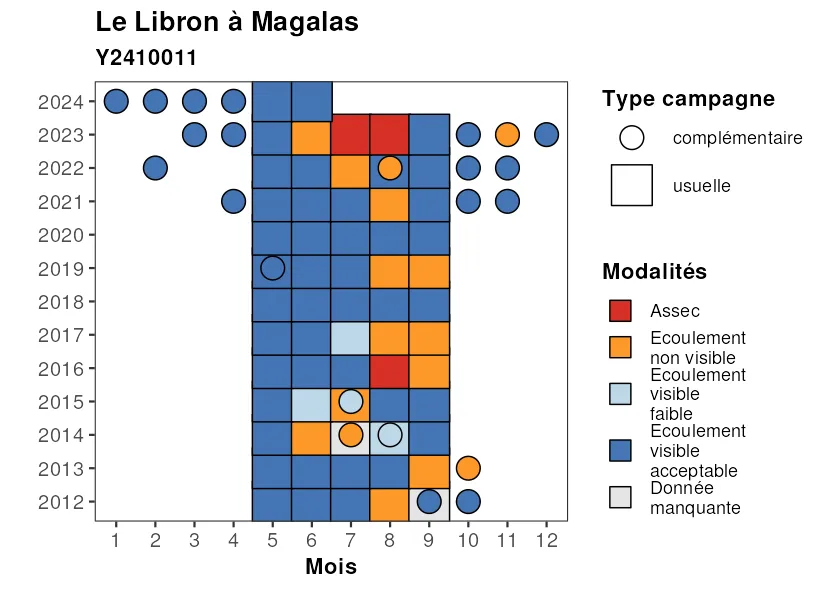 Le Libron à Magalas
Y2410011
2024
2023
2022
2021
2020
2019
2018
2017
2016
2015
2014
2013
2012
1 2 3 4 5 6 7 8 9 10 11 12
Mois
Type campagne
complémentaire
usuelle
Modalités
Assec
Ecoulement
non visible
Ecoulement
visible
faible
Ecoulement
visible
acceptable
Donnée
manquante